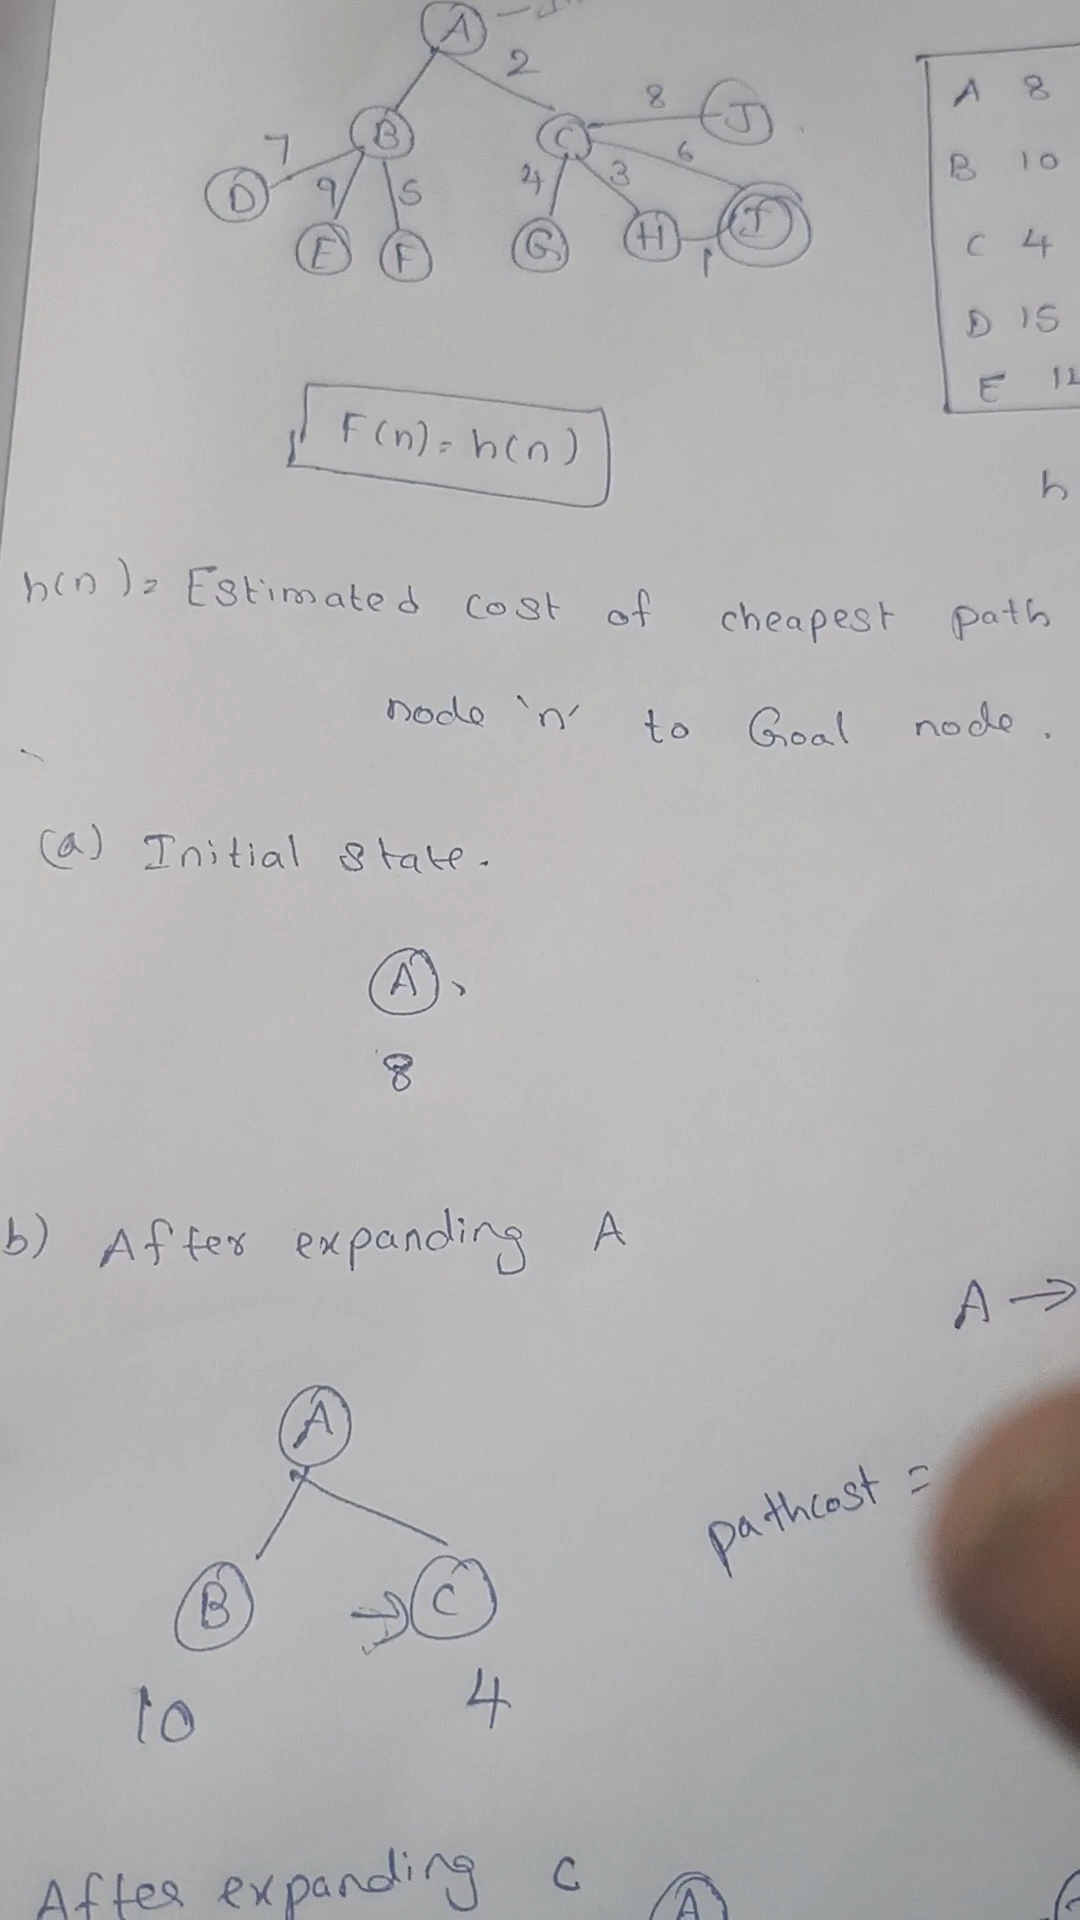 A
2
8
J
B
C
7
6
D
9
5
4
3
E
F
G
H
I
1
A 8
B 10
C 4
D 15
E 12
F(n) = h(n)
h
h(n) = Estimated cost of cheapest path
node 'n' to Goal node.
(a) Initial state.
A
8
b) After expanding A
A →
A
pathcost =
B
→ C
10
4
After expanding C
A